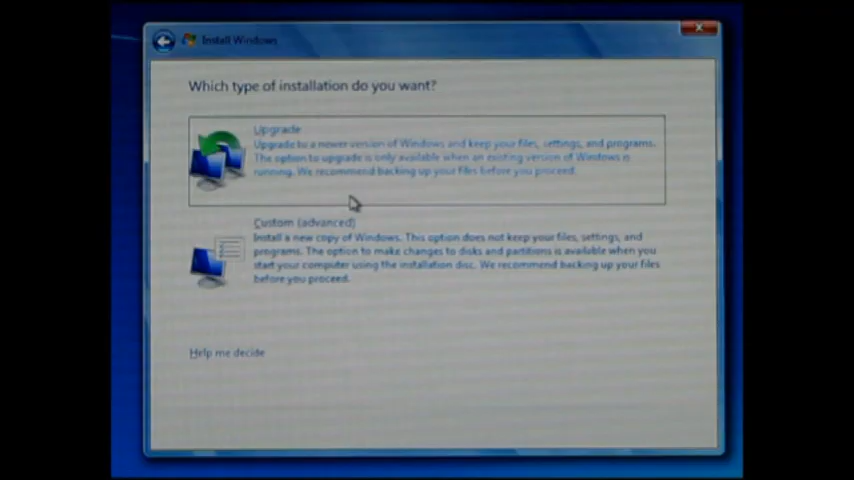 Install Windows
Which type of installation do you want?
Upgrade
Upgrade to a newer version of Windows and keep your files, settings, and programs.
The option to upgrade is only available when an existing version of Windows is
running. We recommend backing up your files before you proceed.
Custom (advanced)
Install a new copy of Windows. This option does not keep your files, settings, and
programs. The option to make changes to disks and partitions is available when you
start your computer using the installation disc. We recommend backing up your files
before you proceed.
Help me decide